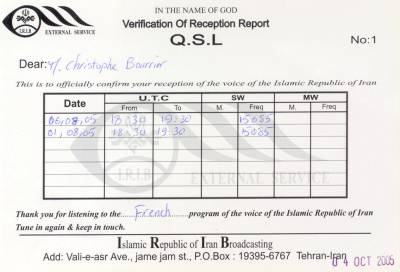 IN THE NAME OF GOD
I.R.I.B EXTERNAL SERVICE
Verification Of Reception Report
Q.S.L
No:1
Dear: M. Christophe Bourrier
This is to officially confirm your reception of the voice of the Islamic Republic of Iran
Date U.T.C SW MW
From To M. Freq M. Freq
06,08,05 18:30 19:30 15085
01,08,05 18:30 19:30 15085
I.R.I.B
EXTERNAL SERVICE
Thank you for listening to the French program of the voice of the Islamic Republic of Iran
Tune in again & keep in touch.
Islamic Republic of Iran Broadcasting
Add: Vali-e-asr Ave., jame jam st., P.O.Box : 19395-6767 Tehran-Iran
04 OCT 2005